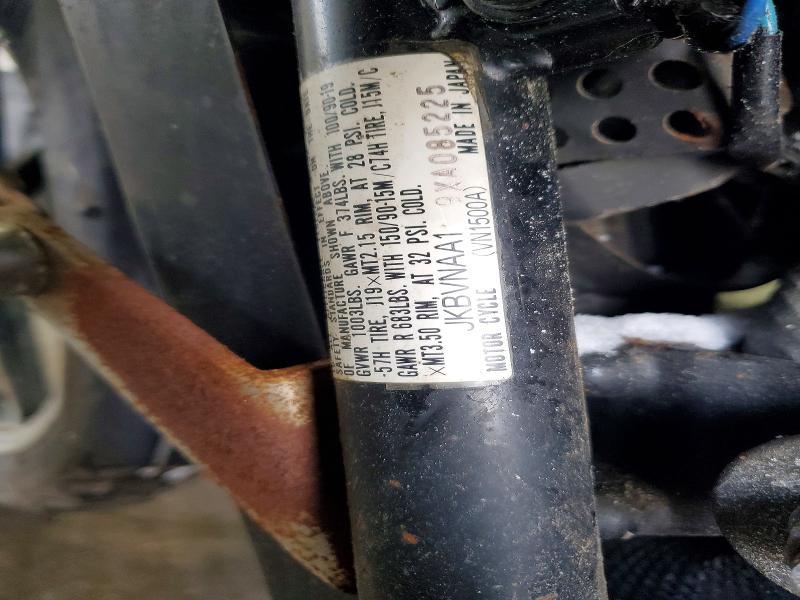 SAFETY STANDARDS IN EFFECT ON THE
OF MANUFACTURE SHOWN ABOVE.
GVWR 1003LBS. GAWR F 374LBS. WITH 100/90-19
-57H TIRE, J19×MT2.15 RIM, AT 28 PSI. COLD.
GAWR R 683LBS. WITH 150/90-15M/C74H TIRE, J15M/C
×MT3.50 RIM, AT 32 PSI. COLD.
JKBVNAA1 9XA085225
MOTOR CYCLE (VN1500A) MADE IN JAPAN